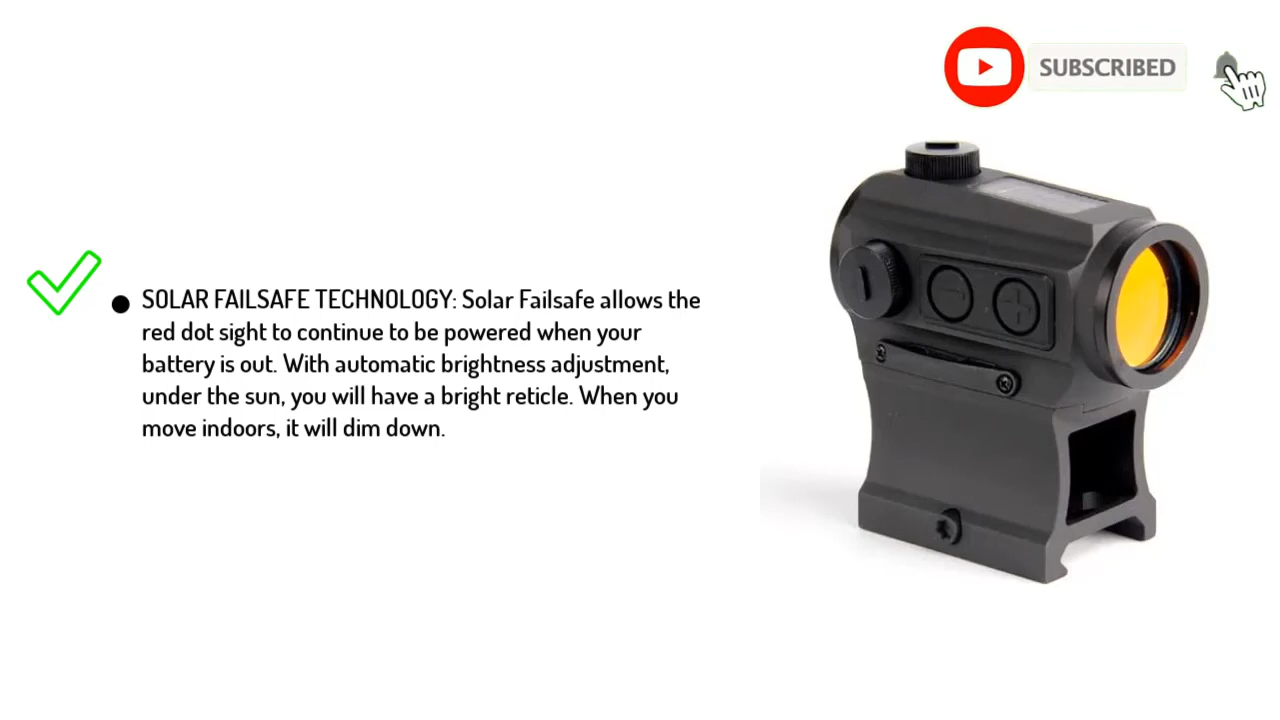 SUBSCRIBED
SOLAR FAILSAFE TECHNOLOGY: Solar Failsafe allows the
red dot sight to continue to be powered when your
battery is out. With automatic brightness adjustment,
under the sun, you will have a bright reticle. When you
move indoors, it will dim down.